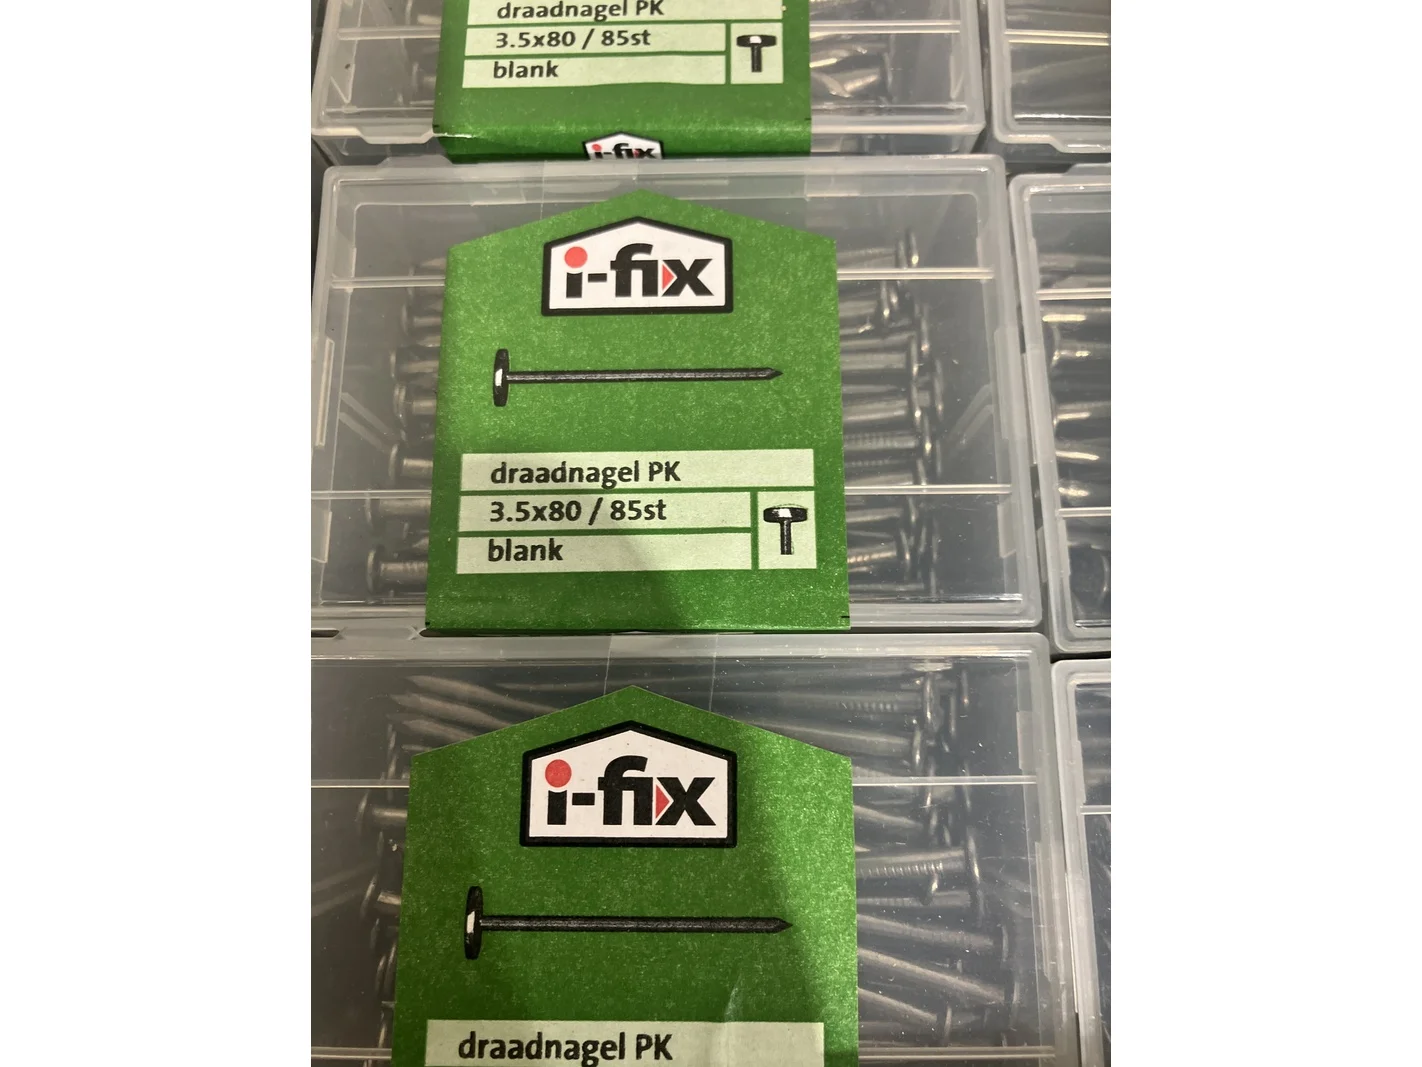 draadnagel PK
3.5x80 / 85st
blank
i-fix
i-fix
draadnagel PK
3.5x80 / 85st
blank
i-fix
draadnagel PK